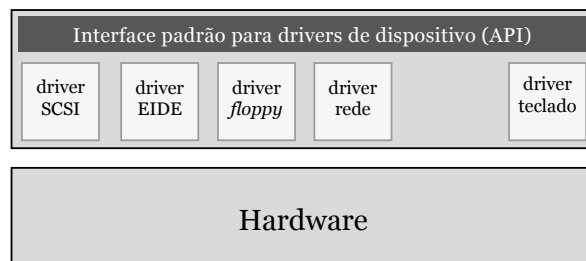 Interface padrão para drivers de dispositivo (API)
driver
SCSI
driver
EIDE
driver
floppy
driver
rede
driver
teclado
Hardware